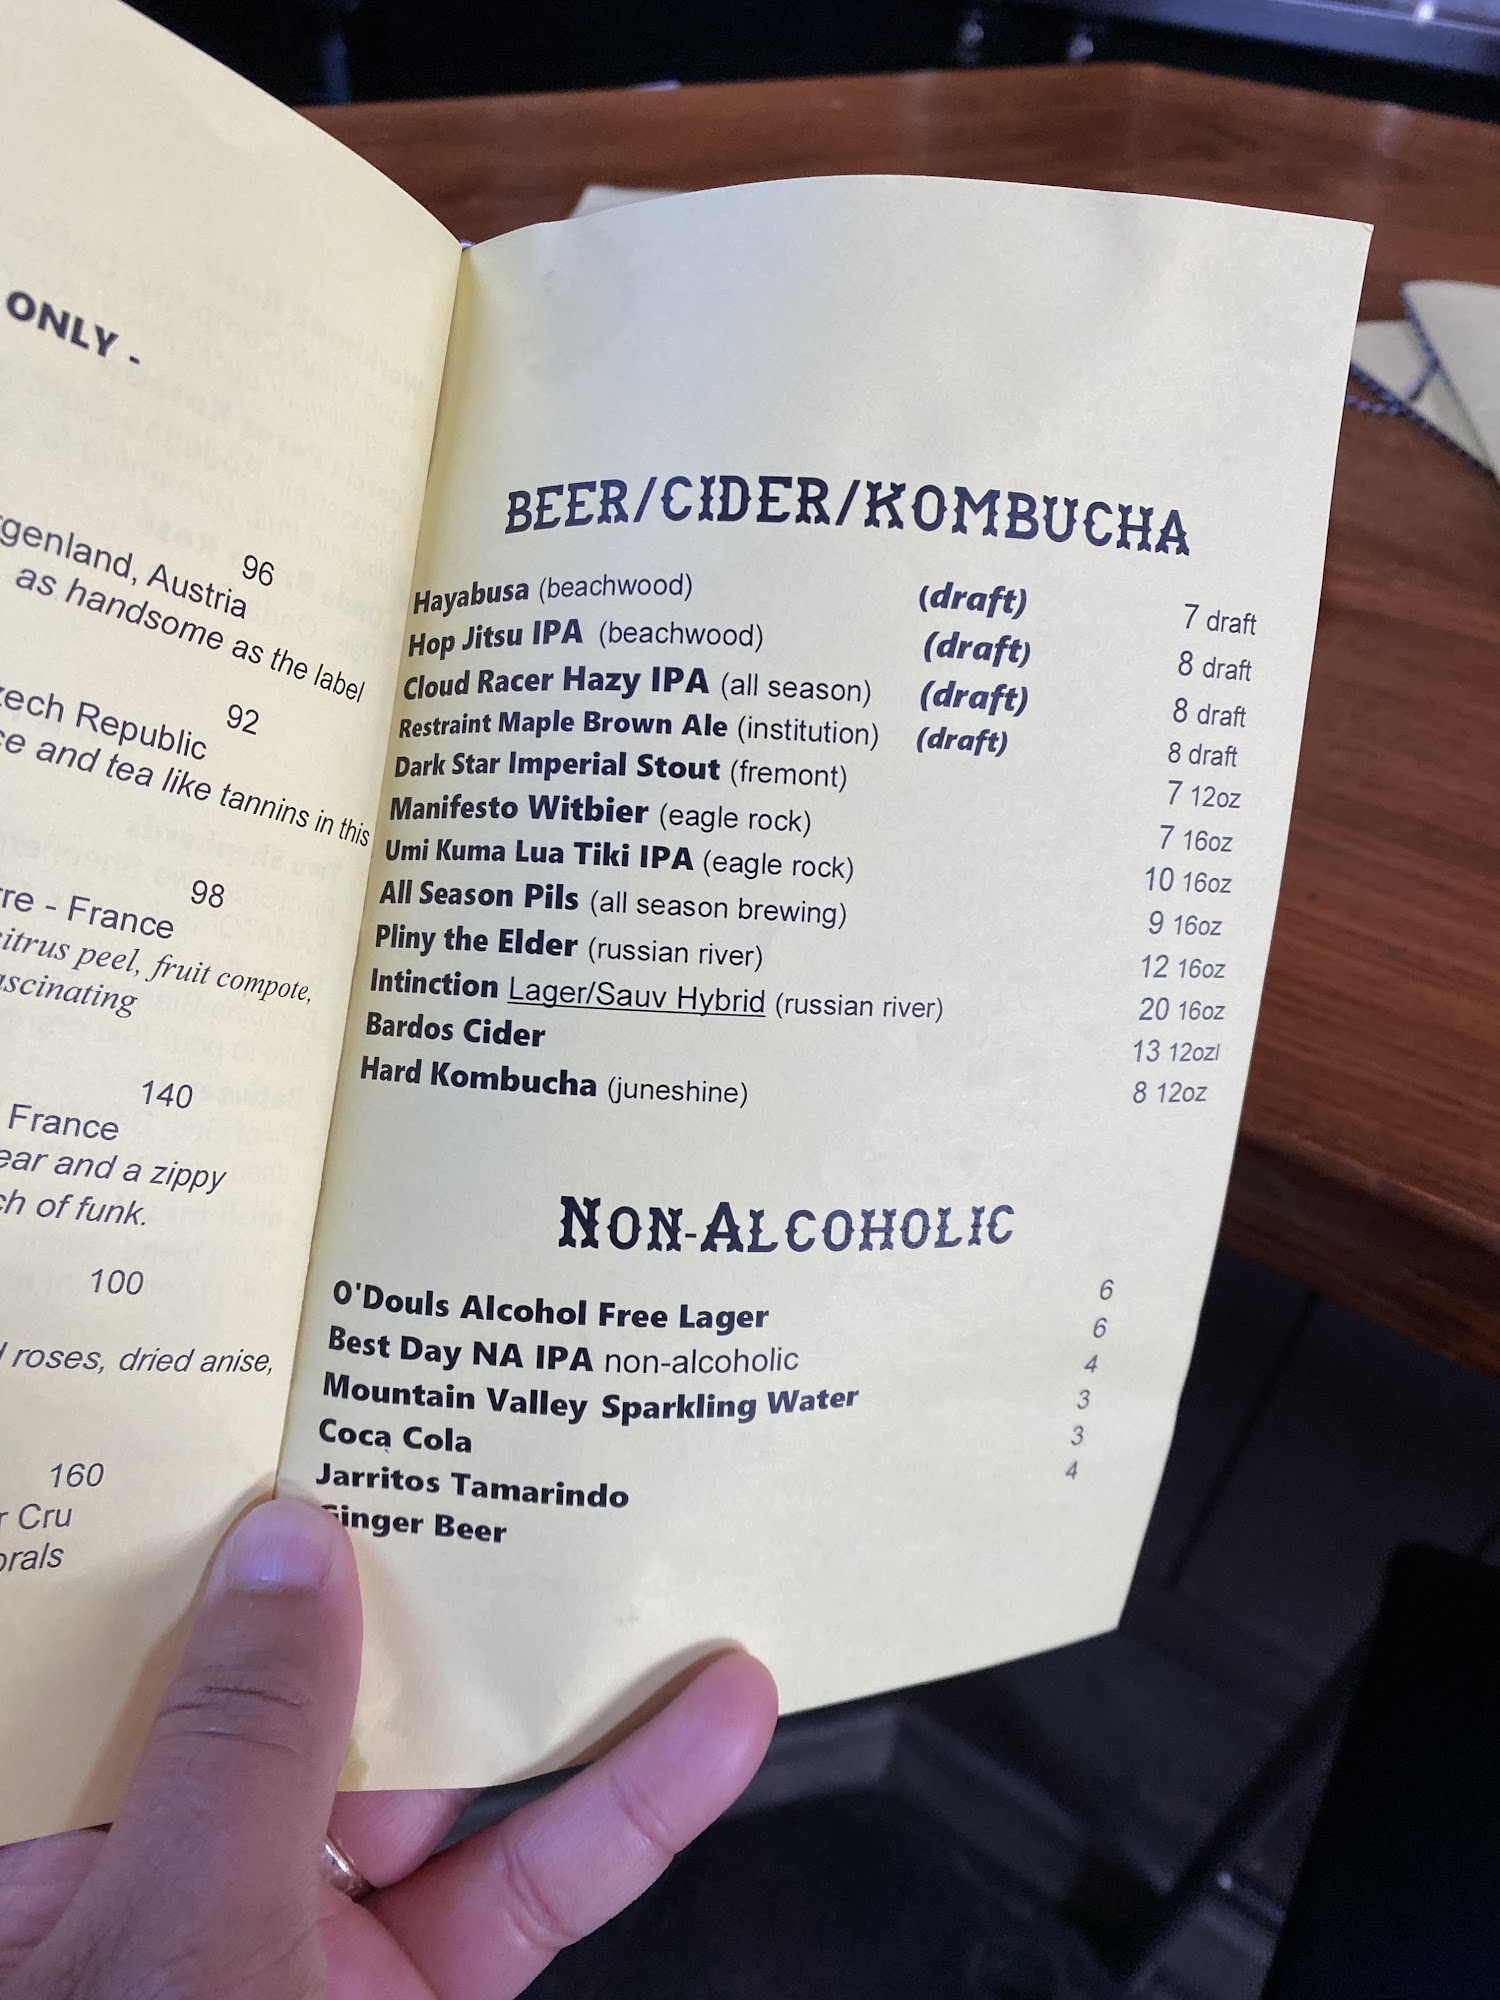 ONLY -
rgenland, Austria 96
as handsome as the label
zech Republic 92
ce and tea like tannins in this
rre - France 98
citrus peel, fruit compote,
ascinating
140
France
ear and a zippy
ch of funk.
100
d roses, dried anise,
160
r Cru
orals
BEER/CIDER/KOMBUCHA
Hayabusa (beachwood) (draft) 7 draft
Hop Jitsu IPA (beachwood) (draft) 8 draft
Cloud Racer Hazy IPA (all season) (draft) 8 draft
Restraint Maple Brown Ale (institution) (draft) 8 draft
Dark Star Imperial Stout (fremont) 7 12oz
Manifesto Witbier (eagle rock) 7 16oz
Umi Kuma Lua Tiki IPA (eagle rock) 10 16oz
All Season Pils (all season brewing) 9 16oz
Pliny the Elder (russian river) 12 16oz
Intinction Lager/Sauv Hybrid (russian river) 20 16oz
Bardos Cider 13 12ozl
Hard Kombucha (juneshine) 8 12oz
NON-ALCOHOLIC
O'Douls Alcohol Free Lager 6
Best Day NA IPA non-alcoholic 6
Mountain Valley Sparkling Water 4
Coca Cola 3
Jarritos Tamarindo 3
Ginger Beer 4